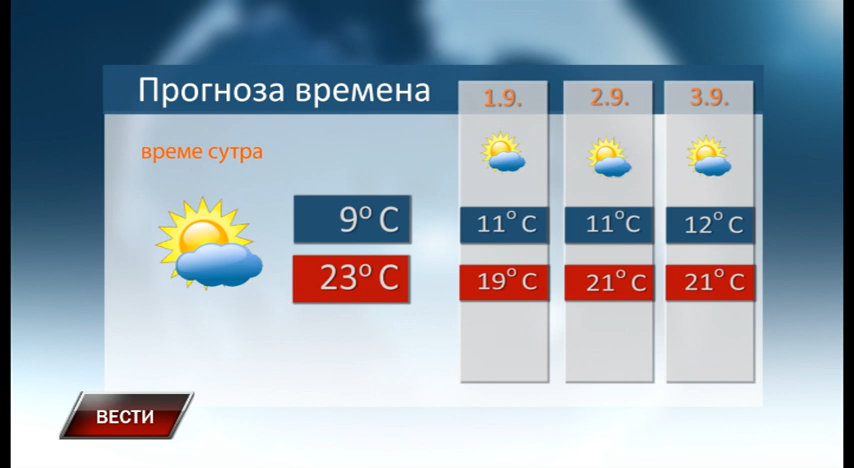 Прогноза времена
време сутра
9° C
23° C
1.9.
11° C
19° C
2.9.
11°C
21° C
3.9.
12° C
21° C
ВЕСТИ